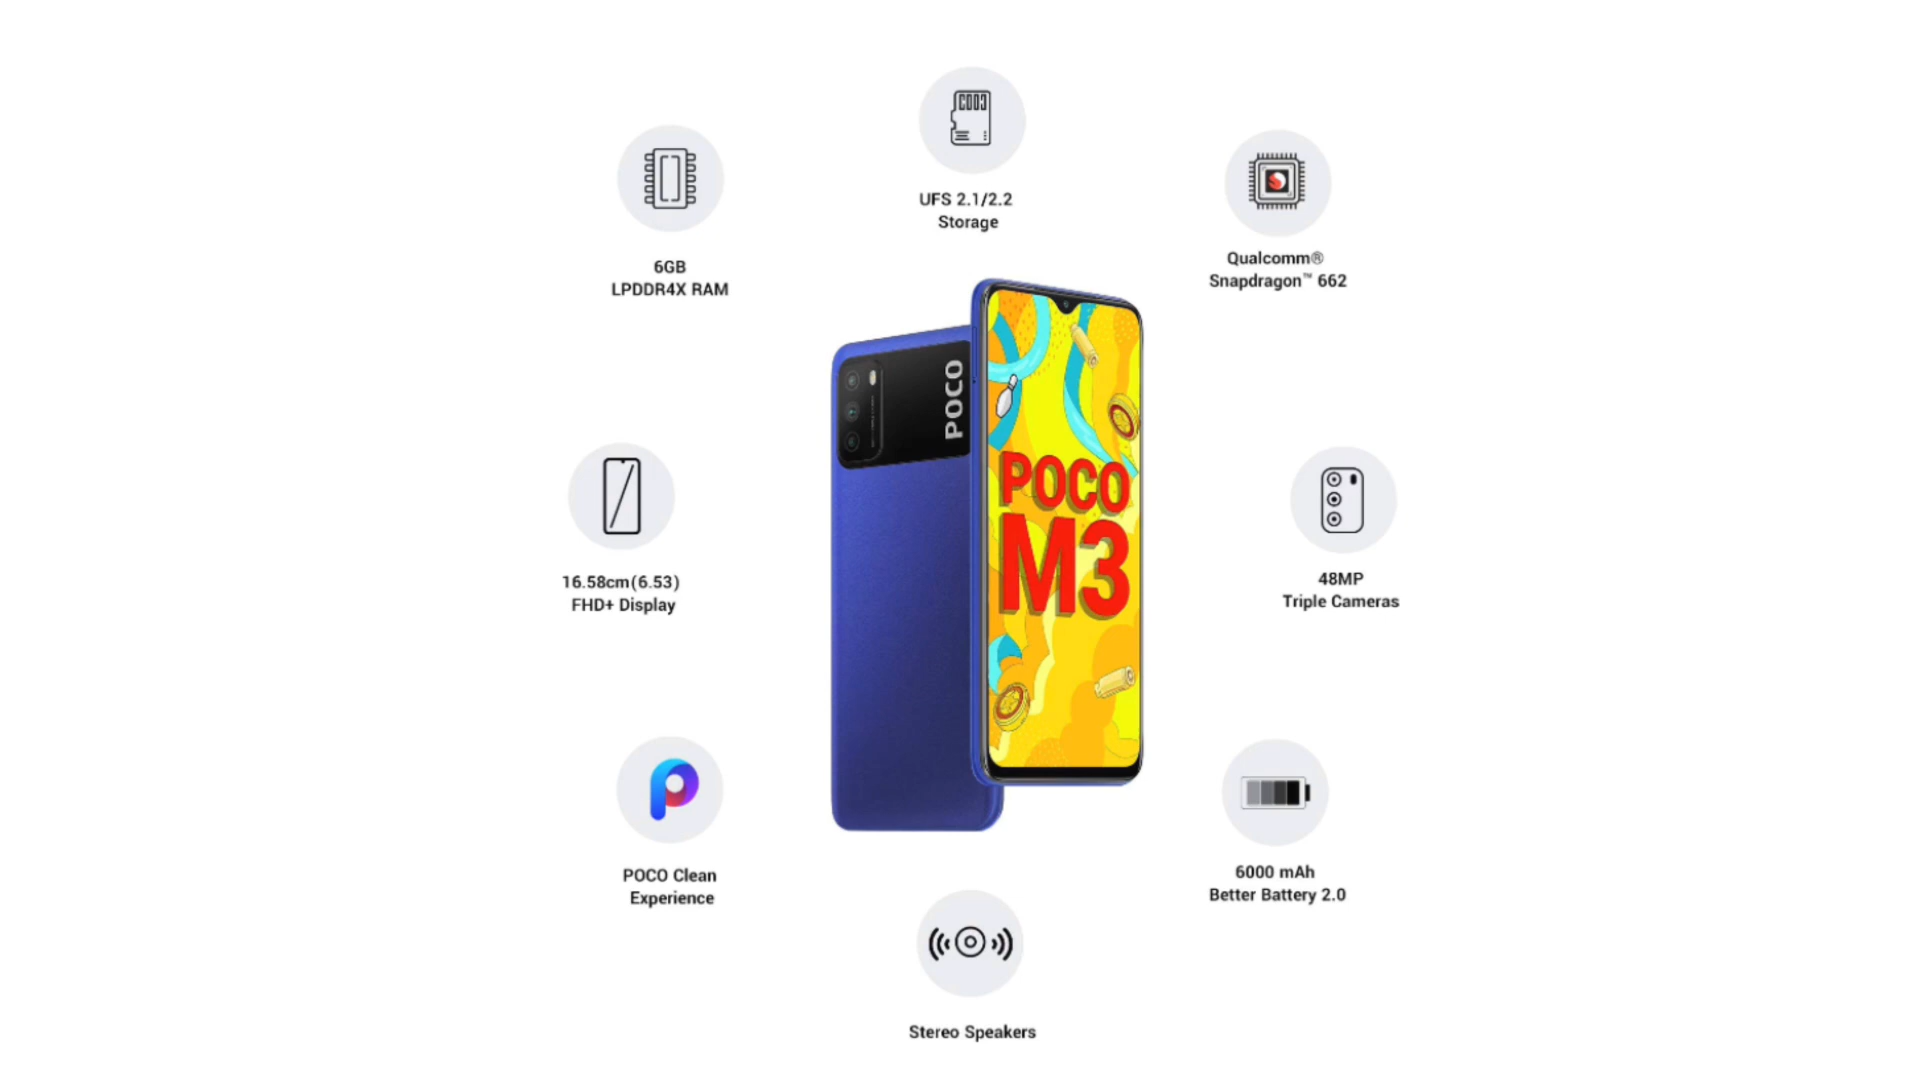 UFS 2.1/2.2
Storage
6GB
LPDDR4X RAM
Qualcomm®
Snapdragon™ 662
POCO
POCO
M3
16.58cm(6.53)
FHD+ Display
48MP
Triple Cameras
POCO Clean
Experience
6000 mAh
Better Battery 2.0
Stereo Speakers